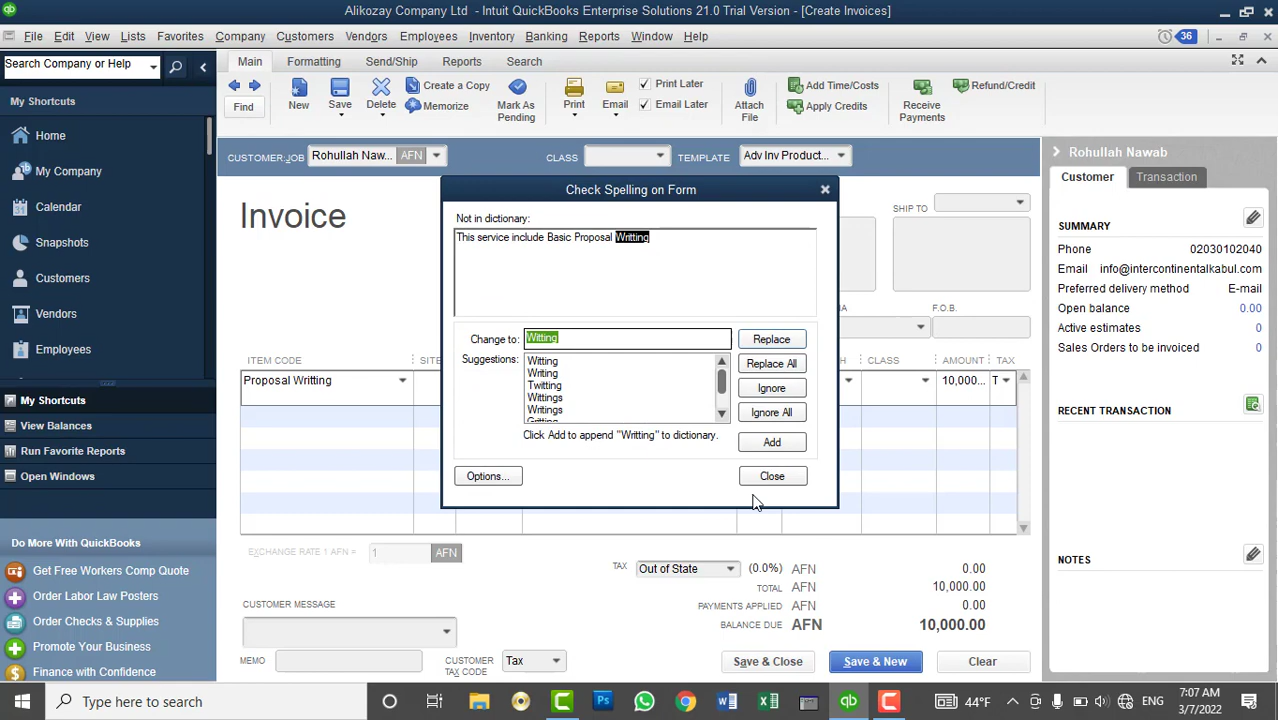 Alikozay Company Ltd - Intuit QuickBooks Enterprise Solutions 21.0 Trial Version - [Create Invoices]
File Edit View Lists Favorites Company Customers Vendors Employees Inventory Banking Reports Window Help 36
Search Company or Help
Main Formatting Send/Ship Reports Search
My Shortcuts
Home
My Company
Calendar
Snapshots
Customers
Vendors
Employees
My Shortcuts
View Balances
Run Favorite Reports
Open Windows
Do More With QuickBooks
Get Free Workers Comp Quote
Order Labor Law Posters
Order Checks & Supplies
Promote Your Business
Finance with Confidence
Find
New
Save
Delete
Create a Copy
Memorize
Mark As
Pending
Print
Email
Print Later
Email Later
Attach
File
Add Time/Costs
Apply Credits
Receive
Payments
Refund/Credit
CUSTOMER:JOB Rohullah Naw... AFN CLASS TEMPLATE Adv Inv Product...
Invoice
SHIP TO
F.O.B.
ITEM CODE
CLASS AMOUNT TAX
Proposal Writting
10,000... T
Check Spelling on Form
Not in dictionary:
This service include Basic Proposal Writting
Change to: Witting
Suggestions:
Witting
Writing
Twitting
Wittings
Writings
Gritting
Replace
Replace All
Ignore
Ignore All
Add
Click Add to append "Writting" to dictionary.
Options...
Close
EXCHANGE RATE 1 AFN = 1 AFN
TAX Out of State (0.0%) AFN 0.00
TOTAL AFN 10,000.00
PAYMENTS APPLIED AFN 0.00
BALANCE DUE AFN 10,000.00
CUSTOMER MESSAGE
MEMO
CUSTOMER
TAX CODE
Tax
Save & Close
Save & New
Clear
Rohullah Nawab
Customer Transaction
SUMMARY
Phone 02030102040
Email info@intercontinentalkabul.com
Preferred delivery method E-mail
Open balance 0.00
Active estimates 0
Sales Orders to be invoiced 0
RECENT TRANSACTION
NOTES
Type here to search
44°F
ENG
7:07 AM
3/7/2022